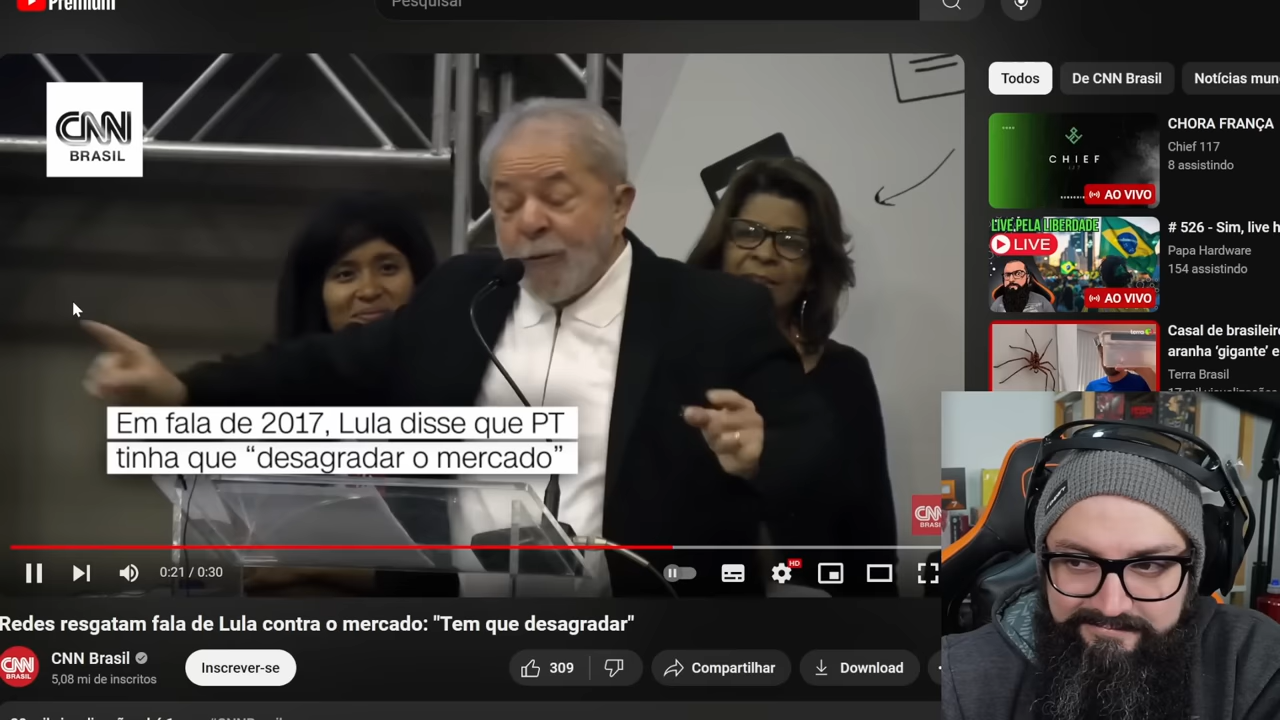 Premium
Pesquisar
CNN
BRASIL
Em fala de 2017, Lula disse que PT
tinha que “desagradar o mercado”
CNN
0:21 / 0:30
HD
Redes resgatam fala de Lula contra o mercado: "Tem que desagradar"
CNN
BRASIL
CNN Brasil
5,08 mi de inscritos
Inscrever-se
309
Compartilhar
Download
Todos
De CNN Brasil
Notícias mun
CHIEF
AO VIVO
CHORA FRANÇA
Chief 117
8 assistindo
LIVE PELA LIBERDADE
LIVE
AO VIVO
# 526 - Sim, live h
Papa Hardware
154 assistindo
terra
Casal de brasileir
aranha ‘gigante’ e
Terra Brasil